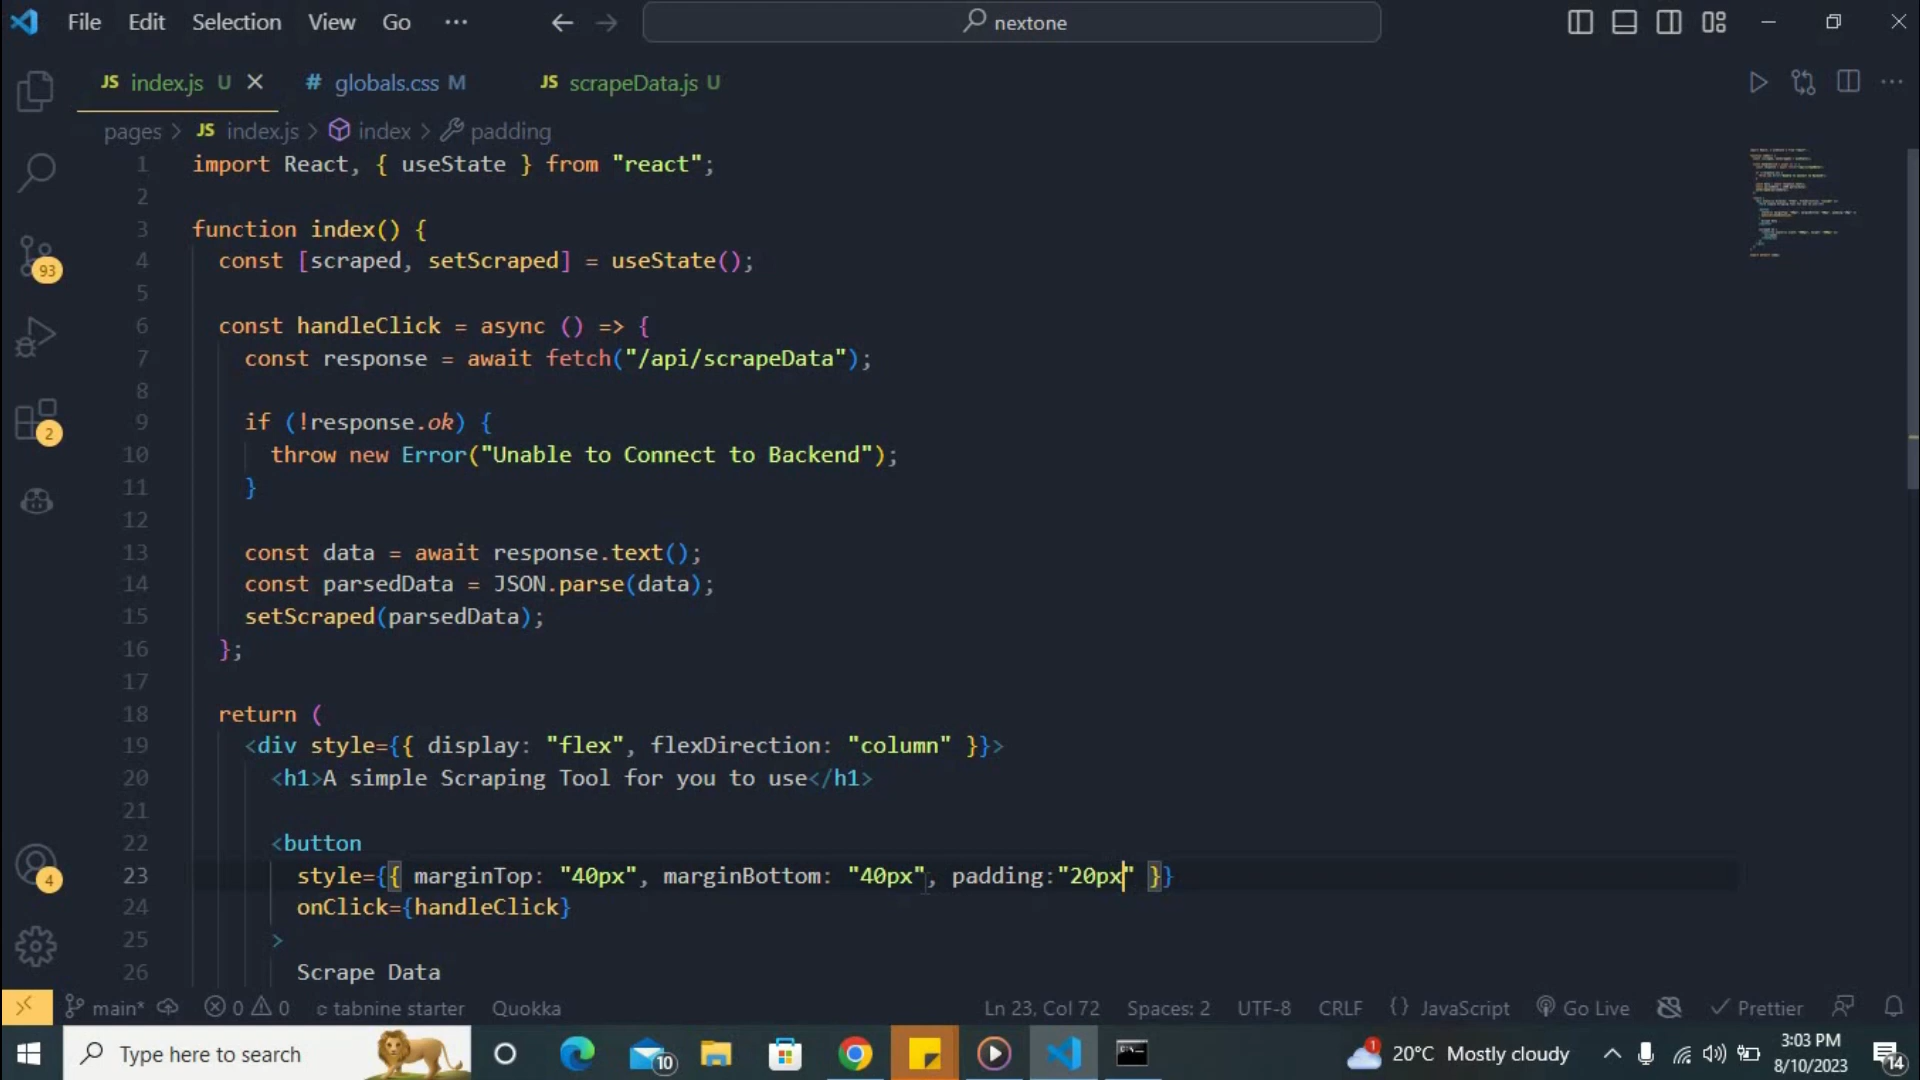 File Edit Selection View Go ··· nextone
JS index.js U # globals.css M JS scrapeData.js U
pages > JS index.js > index > padding
1 import React, { useState } from "react";
2
3 function index() {
4 const [scraped, setScraped] = useState();
5
6 const handleClick = async () => {
7 const response = await fetch("/api/scrapeData");
8
9 if (!response.ok) {
10 throw new Error("Unable to Connect to Backend");
11 }
12
13 const data = await response.text();
14 const parsedData = JSON.parse(data);
15 setScraped(parsedData);
16 };
17
18 return (
19 <div style={{ display: "flex", flexDirection: "column" }}>
20 <h1>A simple Scraping Tool for you to use</h1>
21
22 <button
23 style={{ marginTop: "40px", marginBottom: "40px", padding:"20px" }}
24 onClick={handleClick}
25 >
26 Scrape Data
93
2
4
main* 0 0 tabnine starter Quokka Ln 23, Col 72 Spaces: 2 UTF-8 CRLF {} JavaScript Go Live Prettier
Type here to search 10 1 20°C Mostly cloudy 3:03 PM 14
8/10/2023